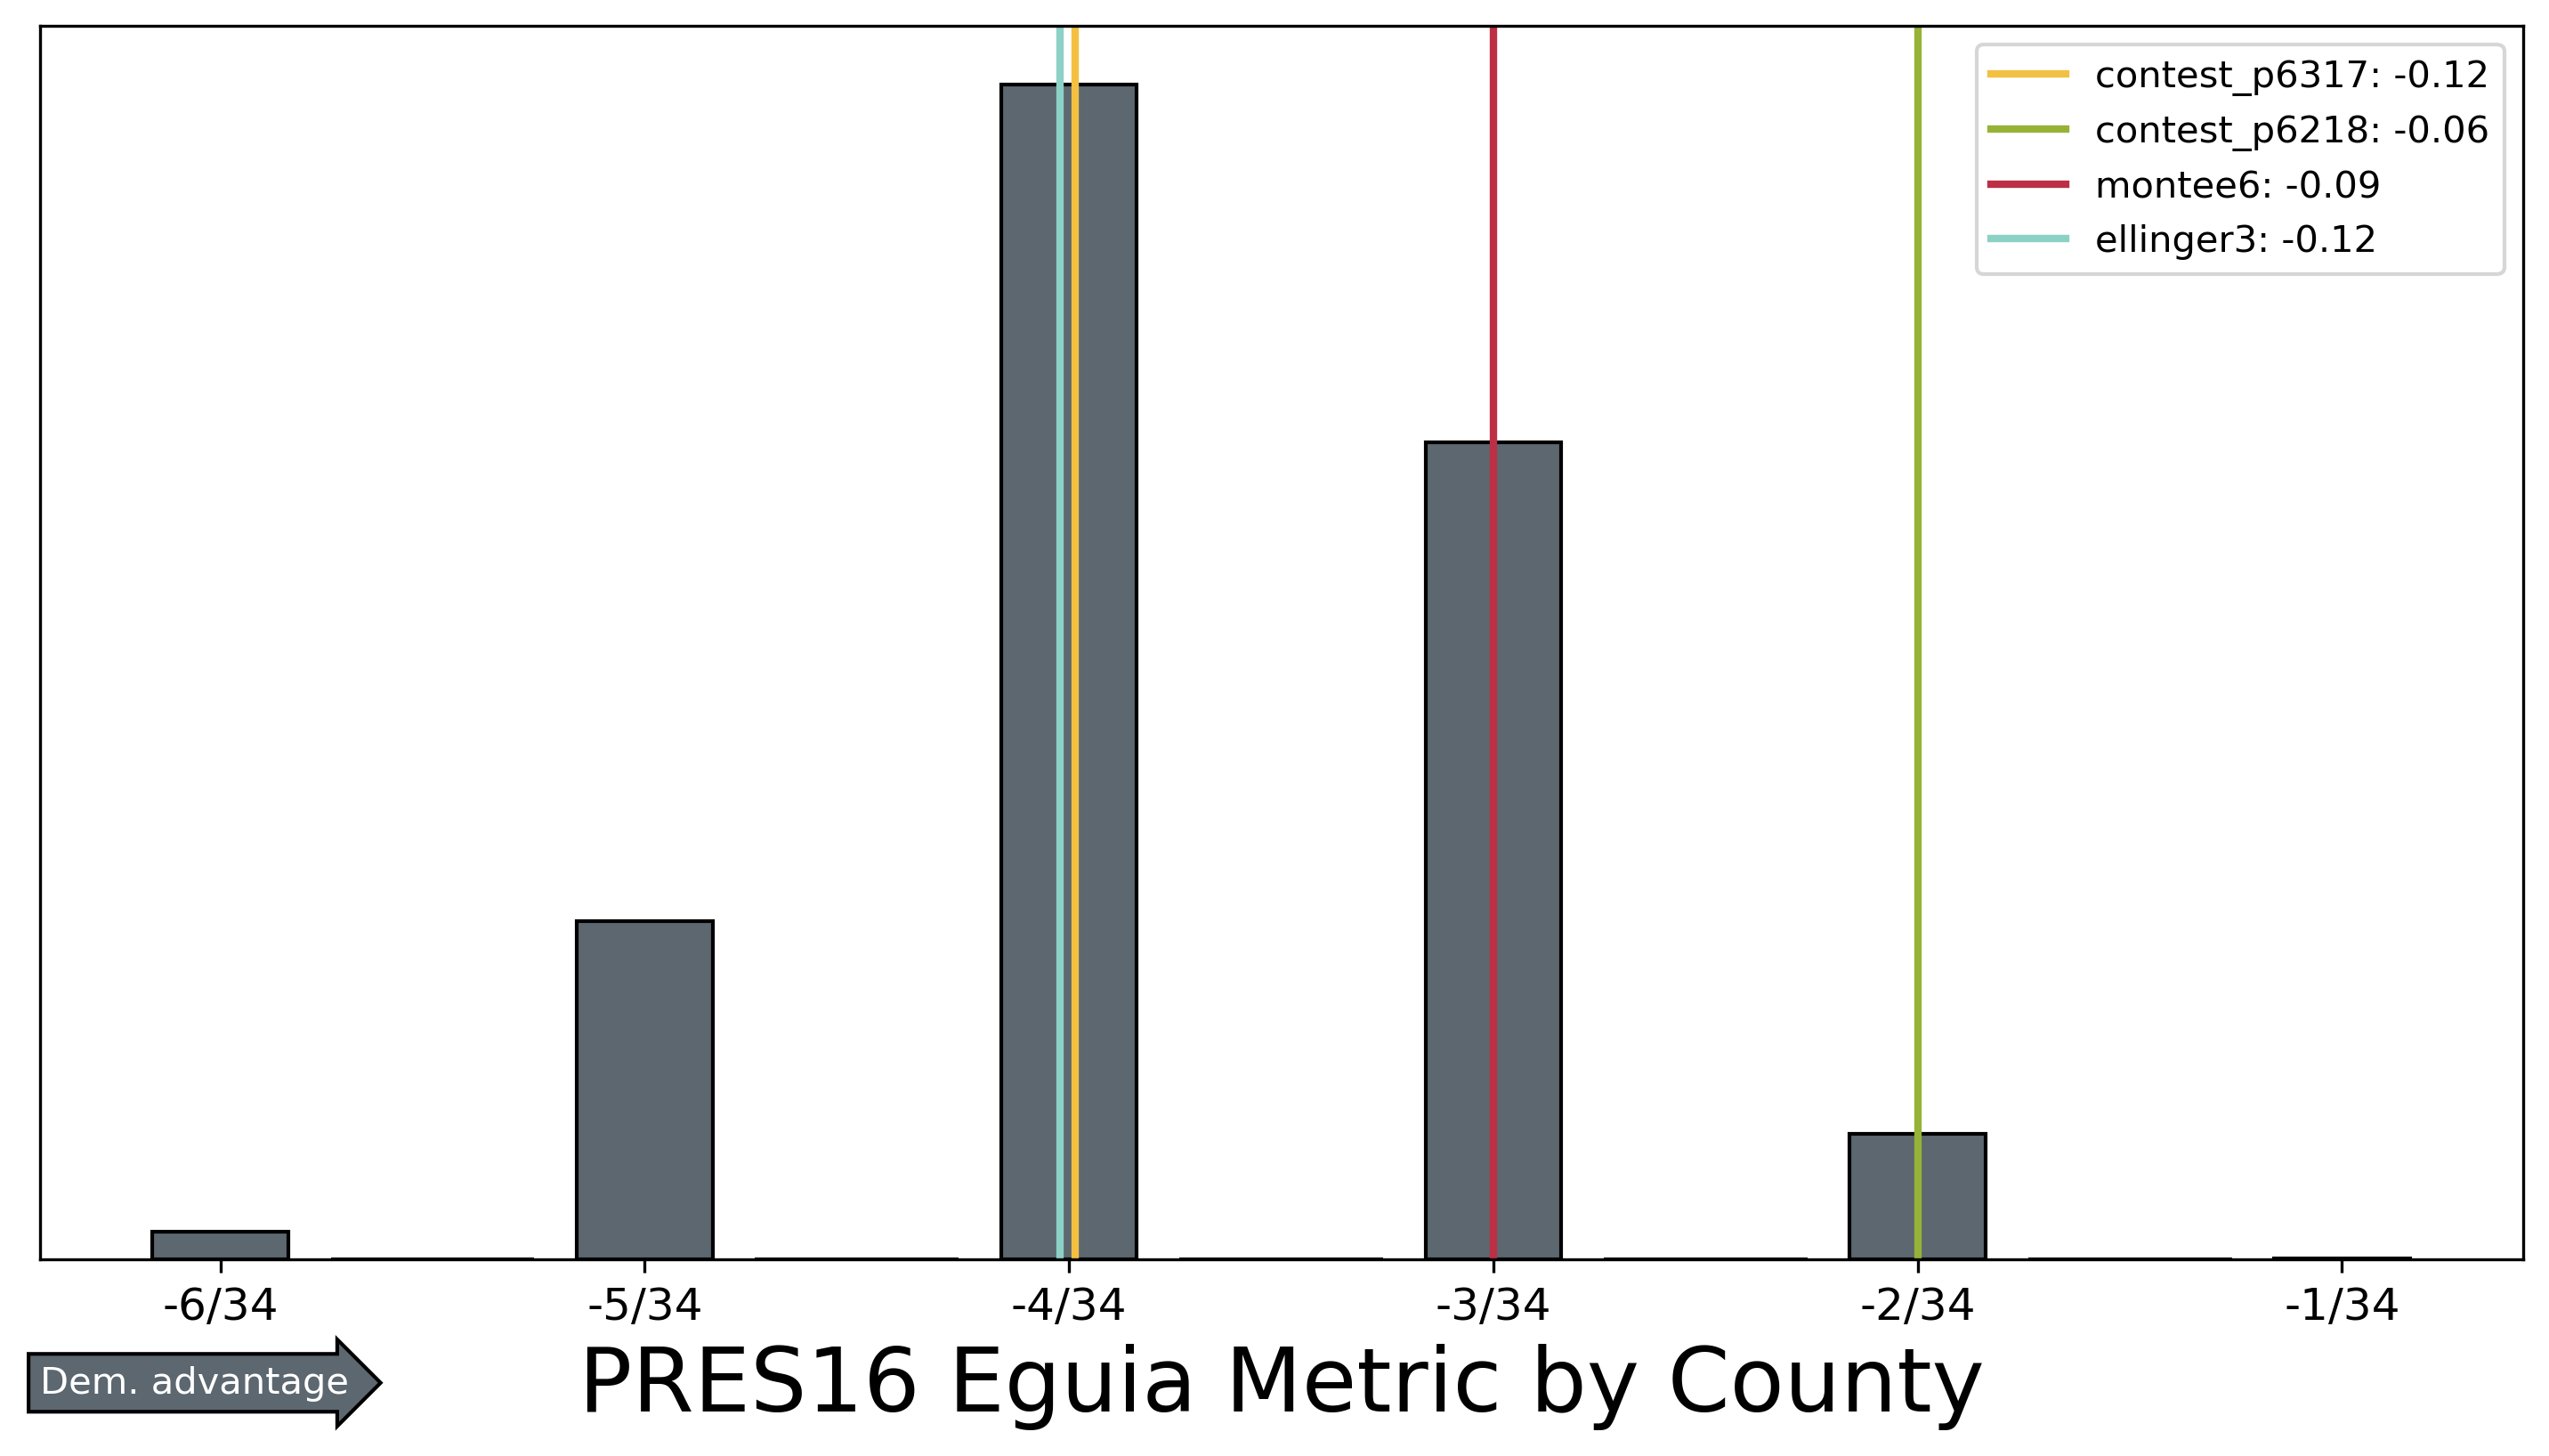 contest_p6317: -0.12
contest_p6218: -0.06
montee6: -0.09
ellinger3: -0.12
-6/34 -5/34 -4/34 -3/34 -2/34 -1/34
Dem. advantage
PRES16 Eguia Metric by County